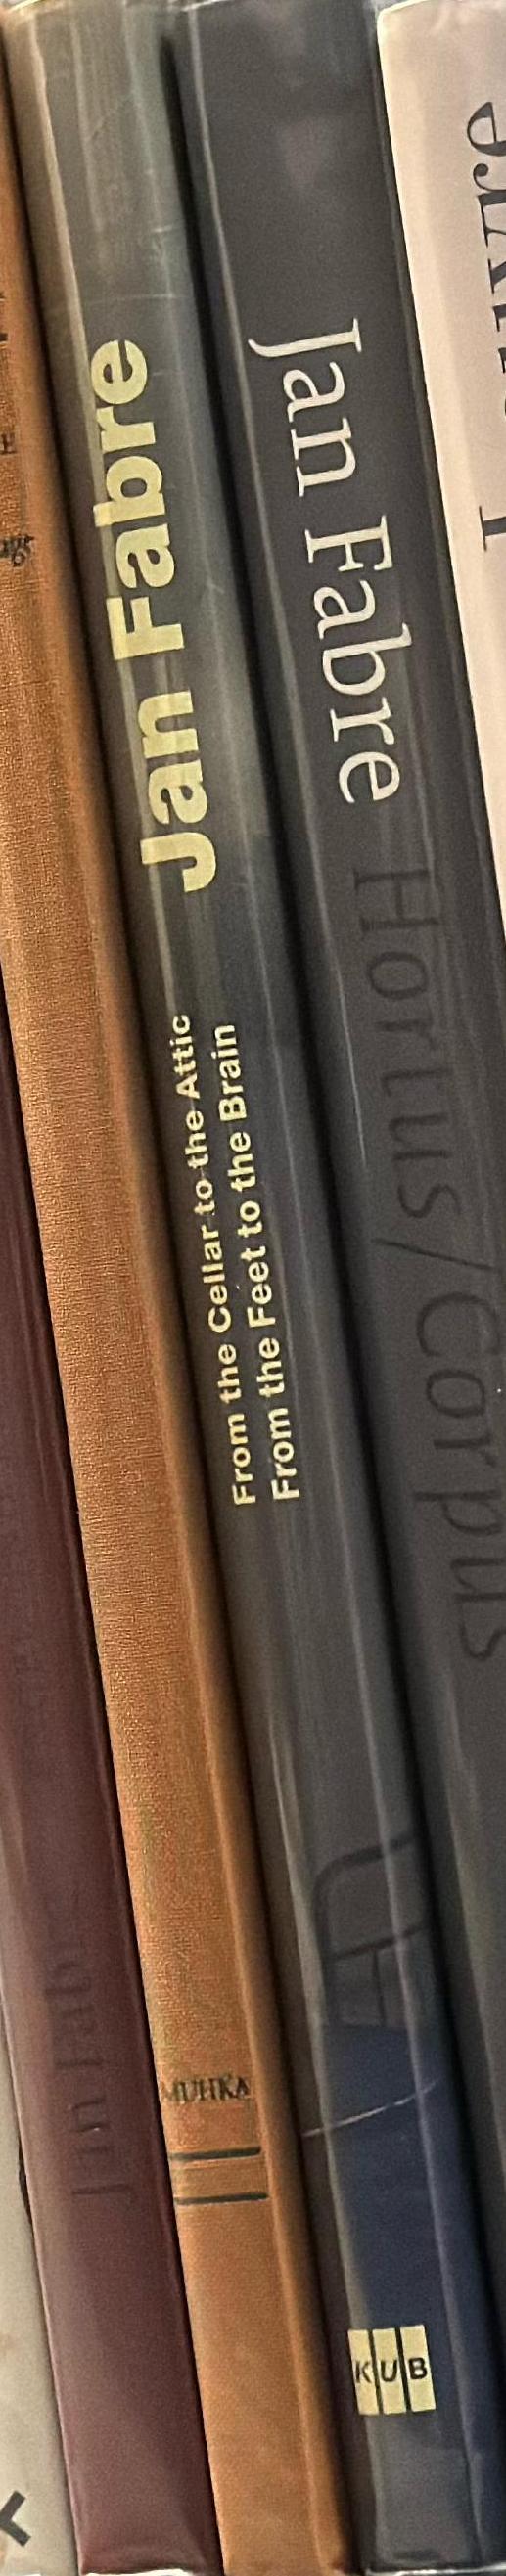 Jan Fabre
From the Cellar to the Attic
From the Feet to the Brain
KUB
Jan Fabre Hortus/Corpus
MUHKA